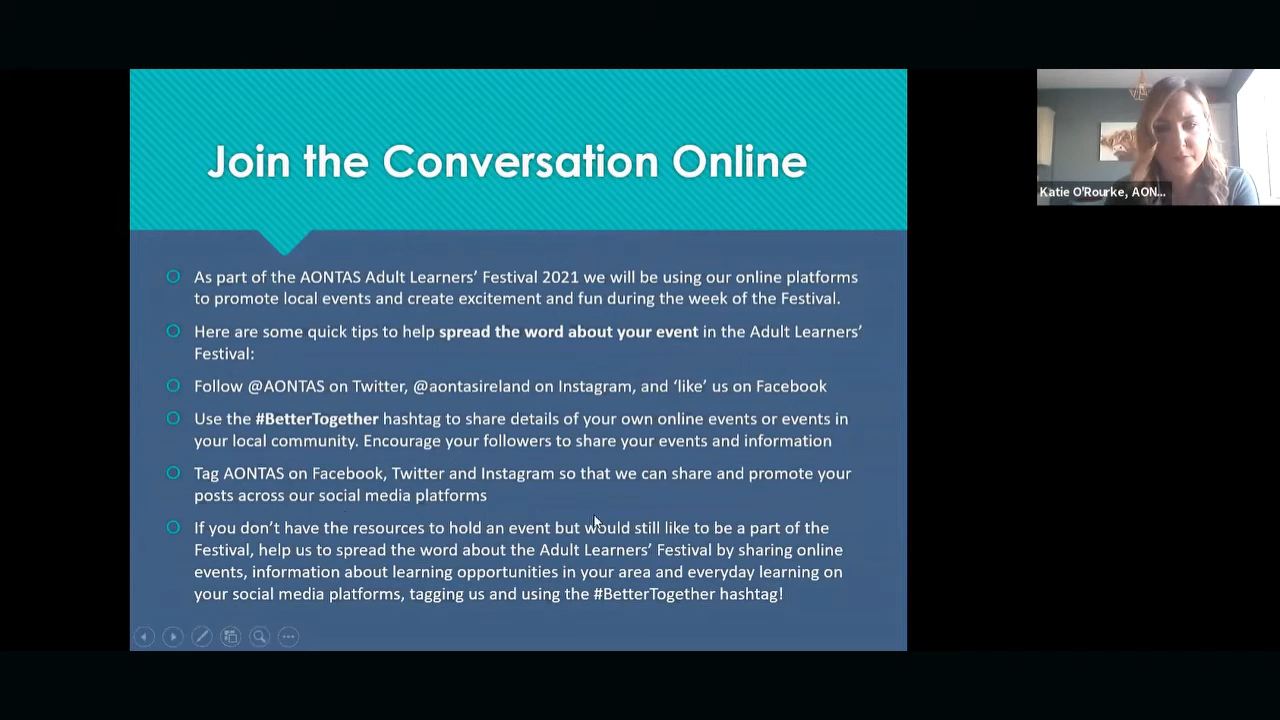 Join the Conversation Online
As part of the AONTAS Adult Learners’ Festival 2021 we will be using our online platforms
to promote local events and create excitement and fun during the week of the Festival.
Here are some quick tips to help spread the word about your event in the Adult Learners’
Festival:
Follow @AONTAS on Twitter, @aontasireland on Instagram, and ‘like’ us on Facebook
Use the #BetterTogether hashtag to share details of your own online events or events in
your local community. Encourage your followers to share your events and information
Tag AONTAS on Facebook, Twitter and Instagram so that we can share and promote your
posts across our social media platforms
If you don’t have the resources to hold an event but would still like to be a part of the
Festival, help us to spread the word about the Adult Learners’ Festival by sharing online
events, information about learning opportunities in your area and everyday learning on
your social media platforms, tagging us and using the #BetterTogether hashtag!
Katie O'Rourke, AON...